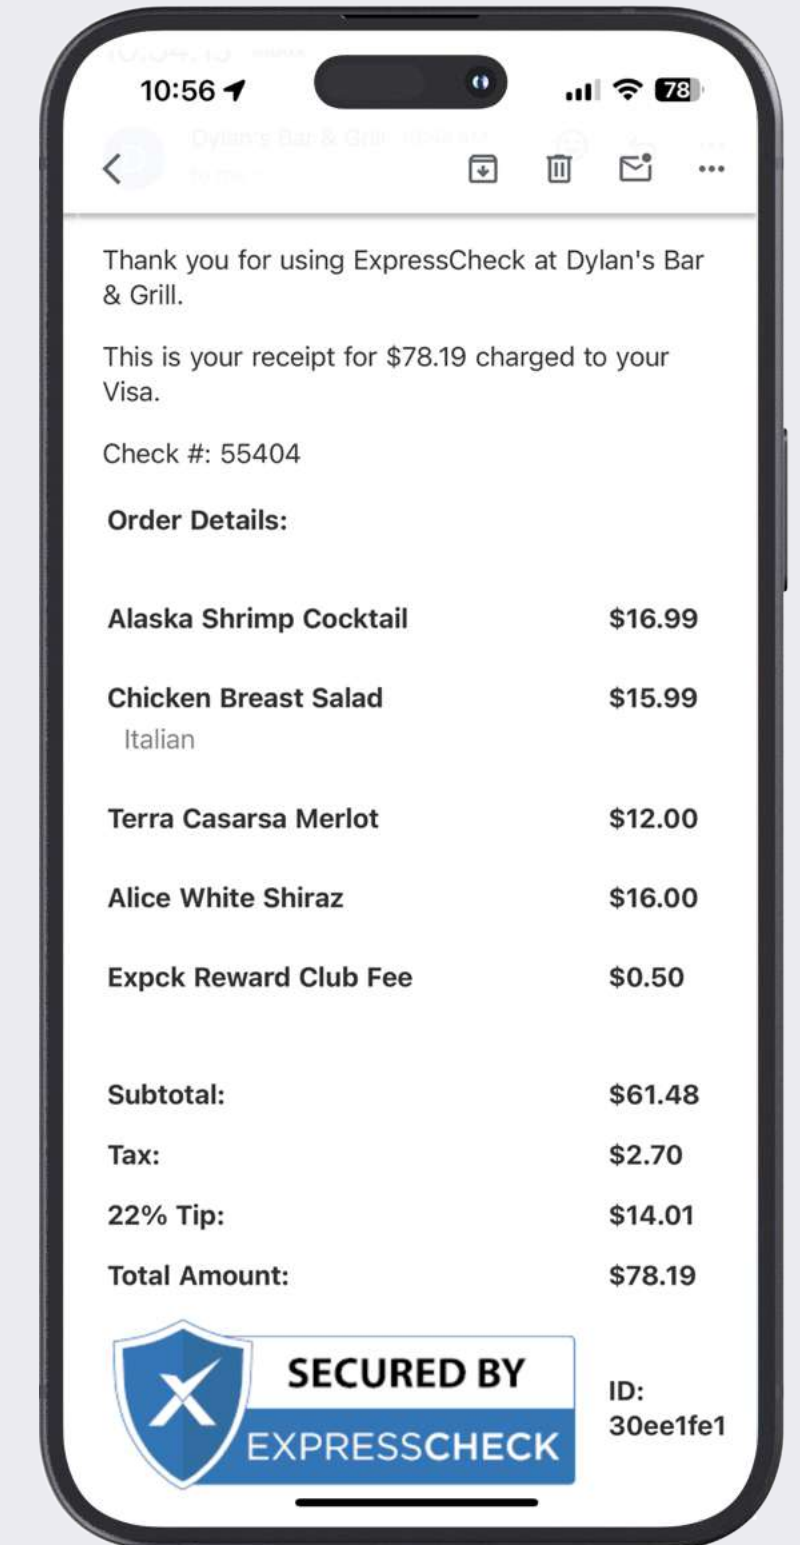 10:56
78
Thank you for using ExpressCheck at Dylan's Bar
& Grill.
This is your receipt for $78.19 charged to your
Visa.
Check #: 55404
Order Details:
Alaska Shrimp Cocktail $16.99
Chicken Breast Salad $15.99
Italian
Terra Casarsa Merlot $12.00
Alice White Shiraz $16.00
Expck Reward Club Fee $0.50
Subtotal: $61.48
Tax: $2.70
22% Tip: $14.01
Total Amount: $78.19
SECURED BY
EXPRESSCHECK
ID:
30ee1fe1